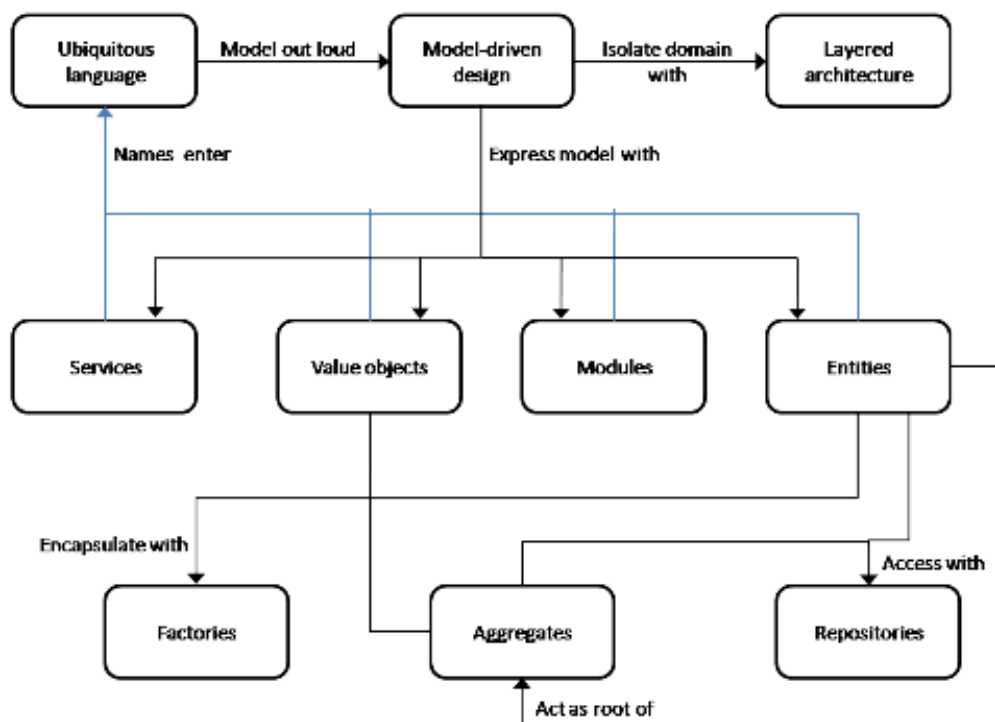 Ubiquitous
language
Model out loud
Model-driven
design
Isolate domain
with
Layered
architecture
Names enter
Express model with
Services
Value objects
Modules
Entities
Encapsulate with
Access with
Factories
Aggregates
Repositories
Act as root of